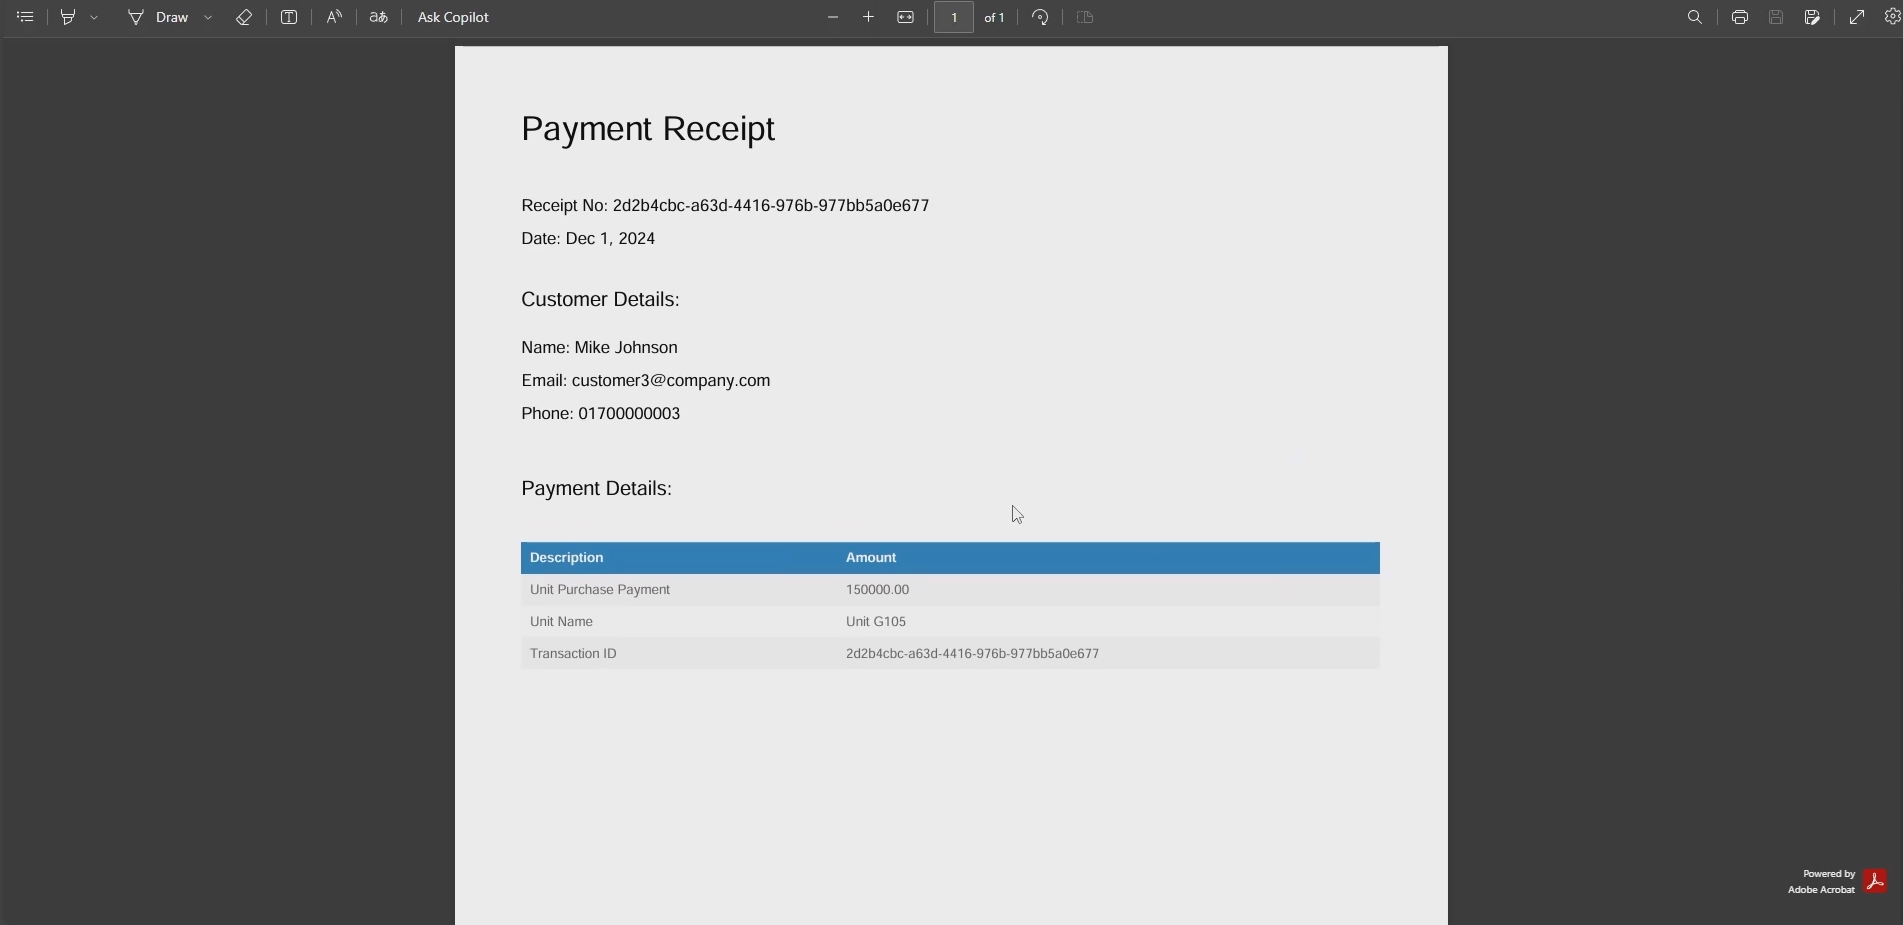 Draw
aあ
Ask Copilot
1 of 1
Payment Receipt
Receipt No: 2d2b4cbc-a63d-4416-976b-977bb5a0e677
Date: Dec 1, 2024
Customer Details:
Name: Mike Johnson
Email: customer3@company.com
Phone: 01700000003
Payment Details:
Description Amount
Unit Purchase Payment 150000.00
Unit Name Unit G105
Transaction ID 2d2b4cbc-a63d-4416-976b-977bb5a0e677
Powered by
Adobe Acrobat